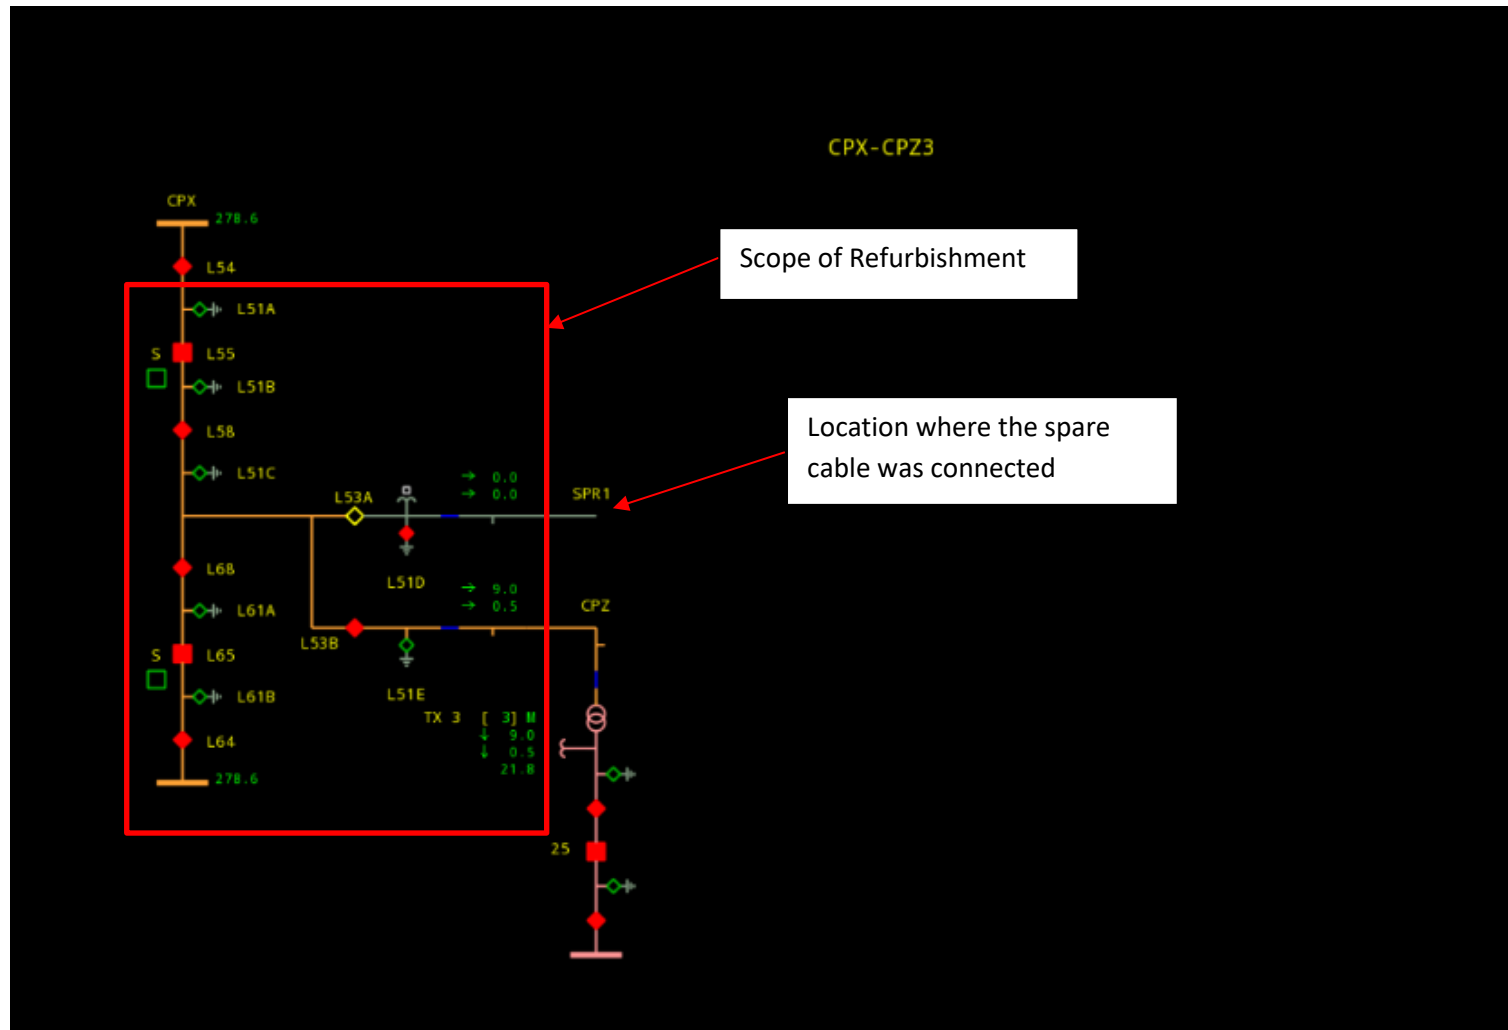 CPX-CPZ3
CPX
278.6
L54
Scope of Refurbishment
L51A
S
L55
L51B
L58
Location where the spare
cable was connected
L51C
0.0
0.0
L53A
SPR1
L68
L51D
9.0
0.5
L61A
CPZ
L53B
S
L65
L51E
L61B
TX 3 [ 3] M
9.0
0.5
21.8
L64
278.6
25